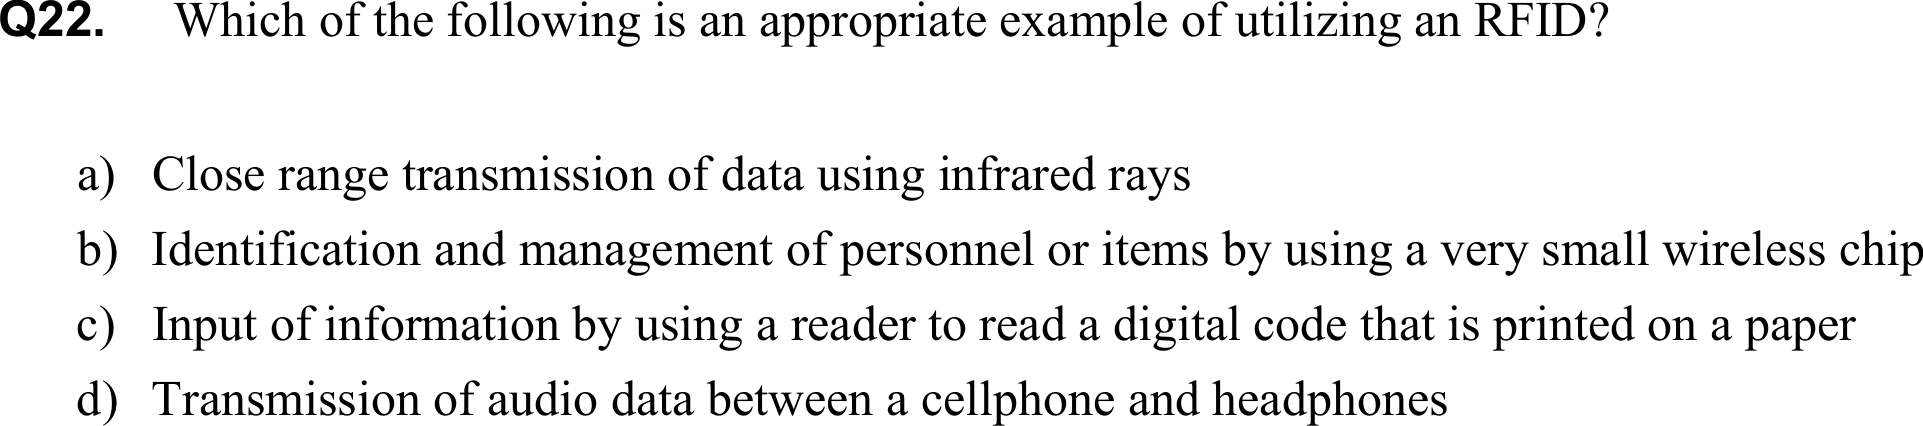 Q22. Which of the following is an appropriate example of utilizing an RFID?
a) Close range transmission of data using infrared rays
b) Identification and management of personnel or items by using a very small wireless chip
c) Input of information by using a reader to read a digital code that is printed on a paper
d) Transmission of audio data between a cellphone and headphones